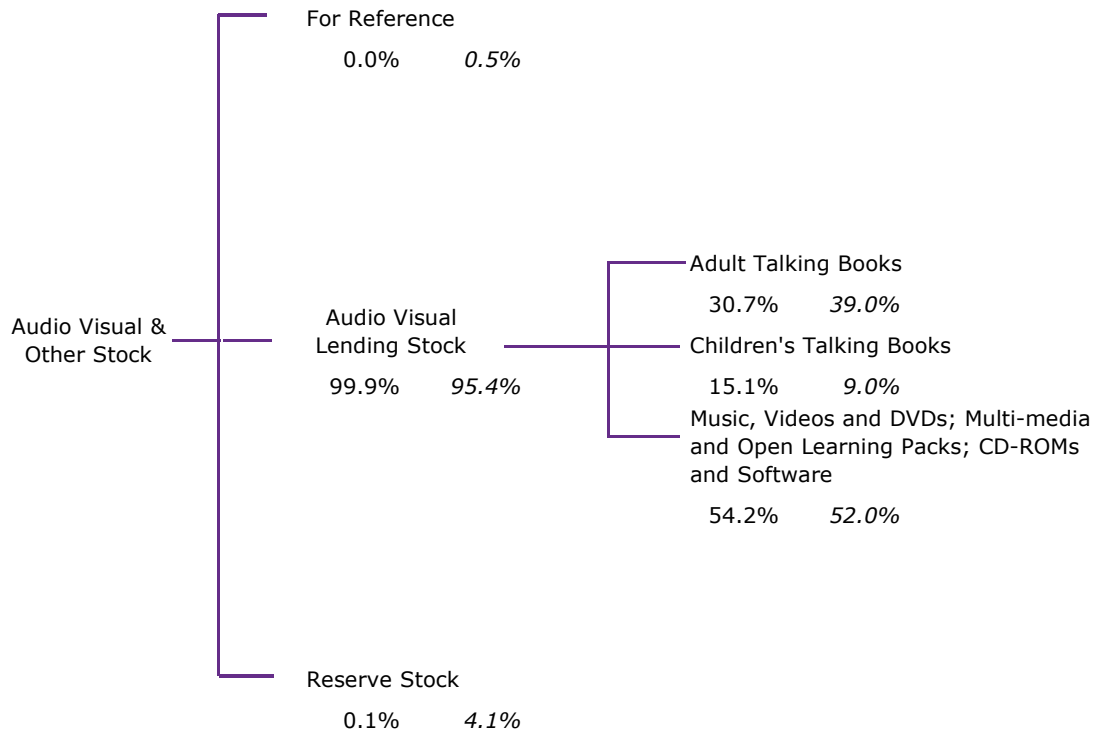 For Reference
0.0% 0.5%
Audio Visual &
Other Stock
Audio Visual
Lending Stock
99.9% 95.4%
Adult Talking Books
30.7% 39.0%
Children's Talking Books
15.1% 9.0%
Music, Videos and DVDs; Multi-media
and Open Learning Packs; CD-ROMs
and Software
54.2% 52.0%
Reserve Stock
0.1% 4.1%